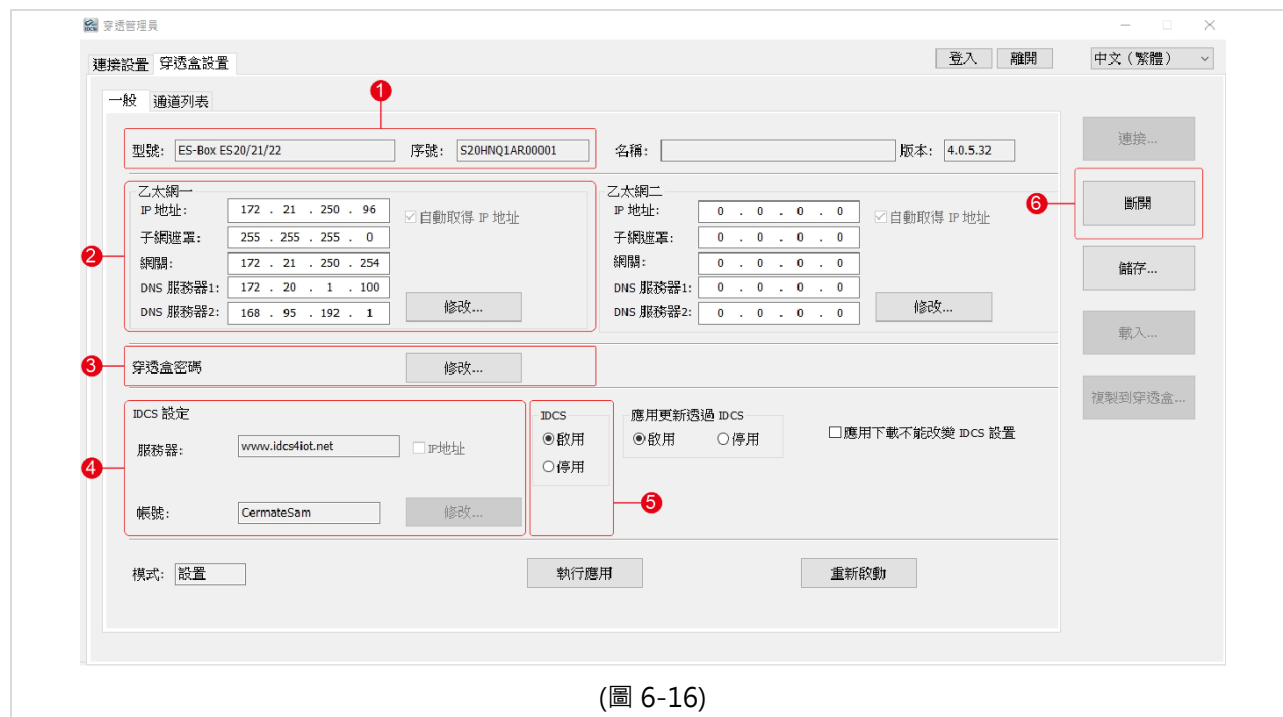 穿透管理員
連接設置 穿透盒設置 登入 離開 中文（繁體）
一般 通道列表
1
型號: ES-Box ES20/21/22 序號: S20HNQ1AR00001 名稱: 版本: 4.0.5.32
連接...
乙太網一
IP 地址: 172 . 21 . 250 . 96 自動取得 IP 地址
子網遮罩: 255 . 255 . 255 . 0
2
網關: 172 . 21 . 250 . 254
DNS 服務器1: 172 . 20 . 1 . 100
DNS 服務器2: 168 . 95 . 192 . 1
修改...
乙太網二
IP 地址: 0 . 0 . 0 . 0 自動取得 IP 地址
子網遮罩: 0 . 0 . 0 . 0
網關: 0 . 0 . 0 . 0
DNS 服務器1: 0 . 0 . 0 . 0
DNS 服務器2: 0 . 0 . 0 . 0
修改...
6
斷開
儲存...
載入...
複製到穿透盒...
3
穿透盒密碼 修改...
IDCS 設定
服務器: www.idcs4iot.net IP地址
4
帳號: CermateSam 修改...
IDCS
啟用
停用
5
應用更新透過 IDCS
啟用 停用
應用下載不能改變 IDCS 設置
模式: 設置 執行應用 重新啟動
(圖 6-16)